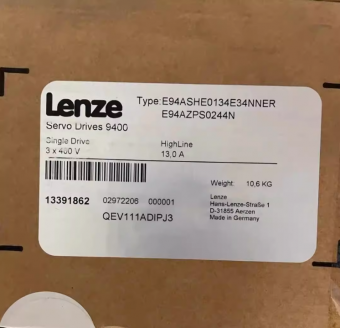 Lenze Type:E94ASHE0134E34NNER
E94AZPS0244N
Servo Drives 9400
Single Drive HighLine
3 x 400 V 13,0 A
Weight: 10,6 KG
13391862 02972206 000001 Lenze
Hans-Lenze-Straße 1
D-31855 Aerzen
Made in Germany
QEV111ADIPJ3